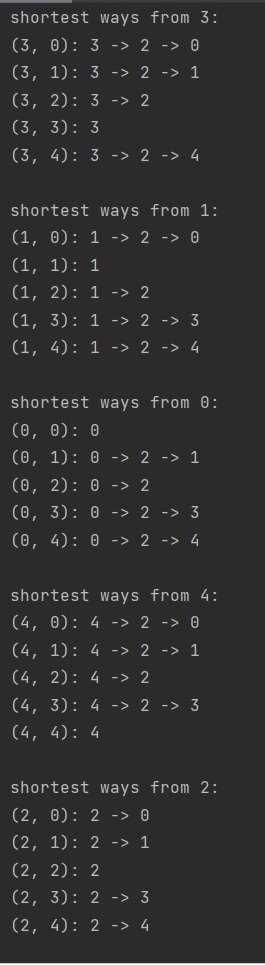 shortest ways from 3:
(3, 0): 3 -> 2 -> 0
(3, 1): 3 -> 2 -> 1
(3, 2): 3 -> 2
(3, 3): 3
(3, 4): 3 -> 2 -> 4
shortest ways from 1:
(1, 0): 1 -> 2 -> 0
(1, 1): 1
(1, 2): 1 -> 2
(1, 3): 1 -> 2 -> 3
(1, 4): 1 -> 2 -> 4
shortest ways from 0:
(0, 0): 0
(0, 1): 0 -> 2 -> 1
(0, 2): 0 -> 2
(0, 3): 0 -> 2 -> 3
(0, 4): 0 -> 2 -> 4
shortest ways from 4:
(4, 0): 4 -> 2 -> 0
(4, 1): 4 -> 2 -> 1
(4, 2): 4 -> 2
(4, 3): 4 -> 2 -> 3
(4, 4): 4
shortest ways from 2:
(2, 0): 2 -> 0
(2, 1): 2 -> 1
(2, 2): 2
(2, 3): 2 -> 3
(2, 4): 2 -> 4